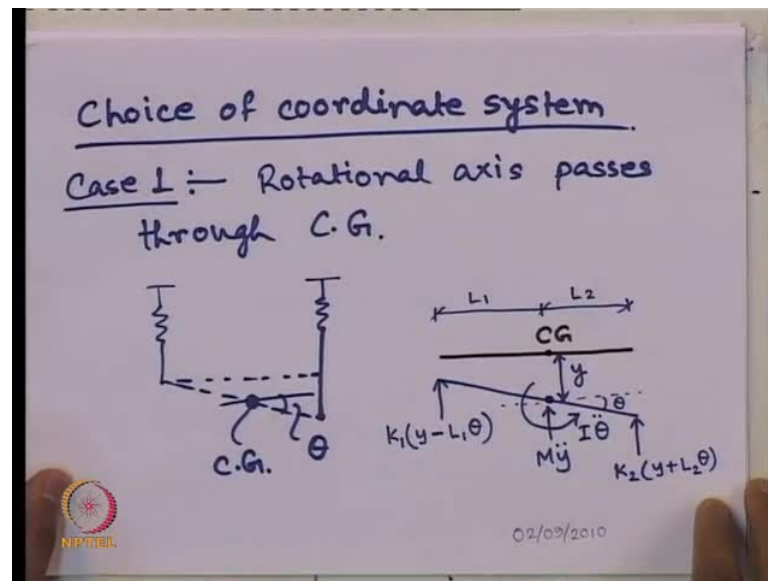 Choice of coordinate system.
Case 1:- Rotational axis passes
through C.G.
L1 L2
CG
y
θ
K₁(y-L₁θ)
Iθ̈
Mÿ
K₂(y+L₂θ)
C.G.
θ
NPTEL
02/09/2010